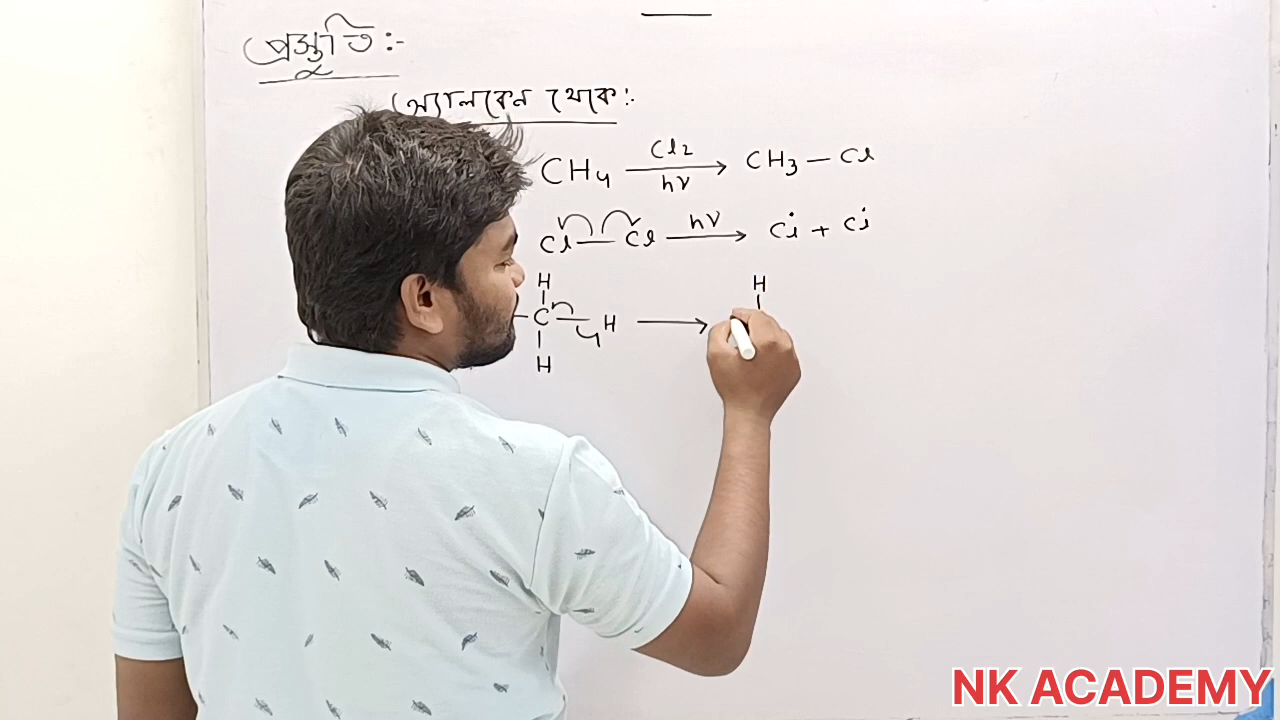 প্রস্তুতি :-
অ্যালকেন থেকে :-
CH4 Cl2 hν CH3 — Cl
Cl — Cl hν Cl + Cl
H H
C H
H
NK ACADEMY